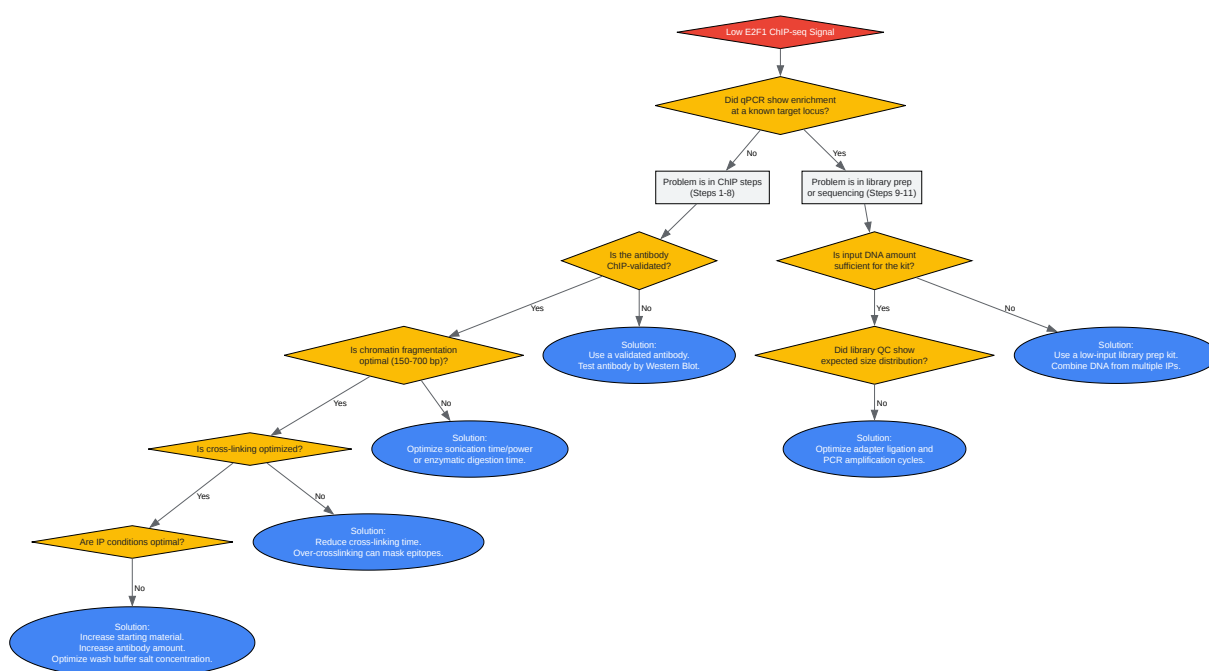 Low E2F1 ChIP-seq Signal
Did qPCR show enrichment
at a known target locus?
No
Yes
Problem is in ChIP steps
(Steps 1-8)
Problem is in library prep
or sequencing (Steps 9-11)
Is the antibody
ChIP-validated?
Is input DNA amount
sufficient for the kit?
Yes
No
Yes
No
Is chromatin fragmentation
optimal (150-700 bp)?
Solution:
Use a validated antibody.
Test antibody by Western Blot.
Did library QC show
expected size distribution?
Solution:
Use a low-input library prep kit.
Combine DNA from multiple IPs.
Yes
No
No
Is cross-linking optimized?
Solution:
Optimize sonication time/power
or enzymatic digestion time.
Solution:
Optimize adapter ligation and
PCR amplification cycles.
Yes
No
Are IP conditions optimal?
Solution:
Reduce cross-linking time.
Over-crosslinking can mask epitopes.
No
Solution:
Increase starting material.
Increase antibody amount.
Optimize wash buffer salt concentration.